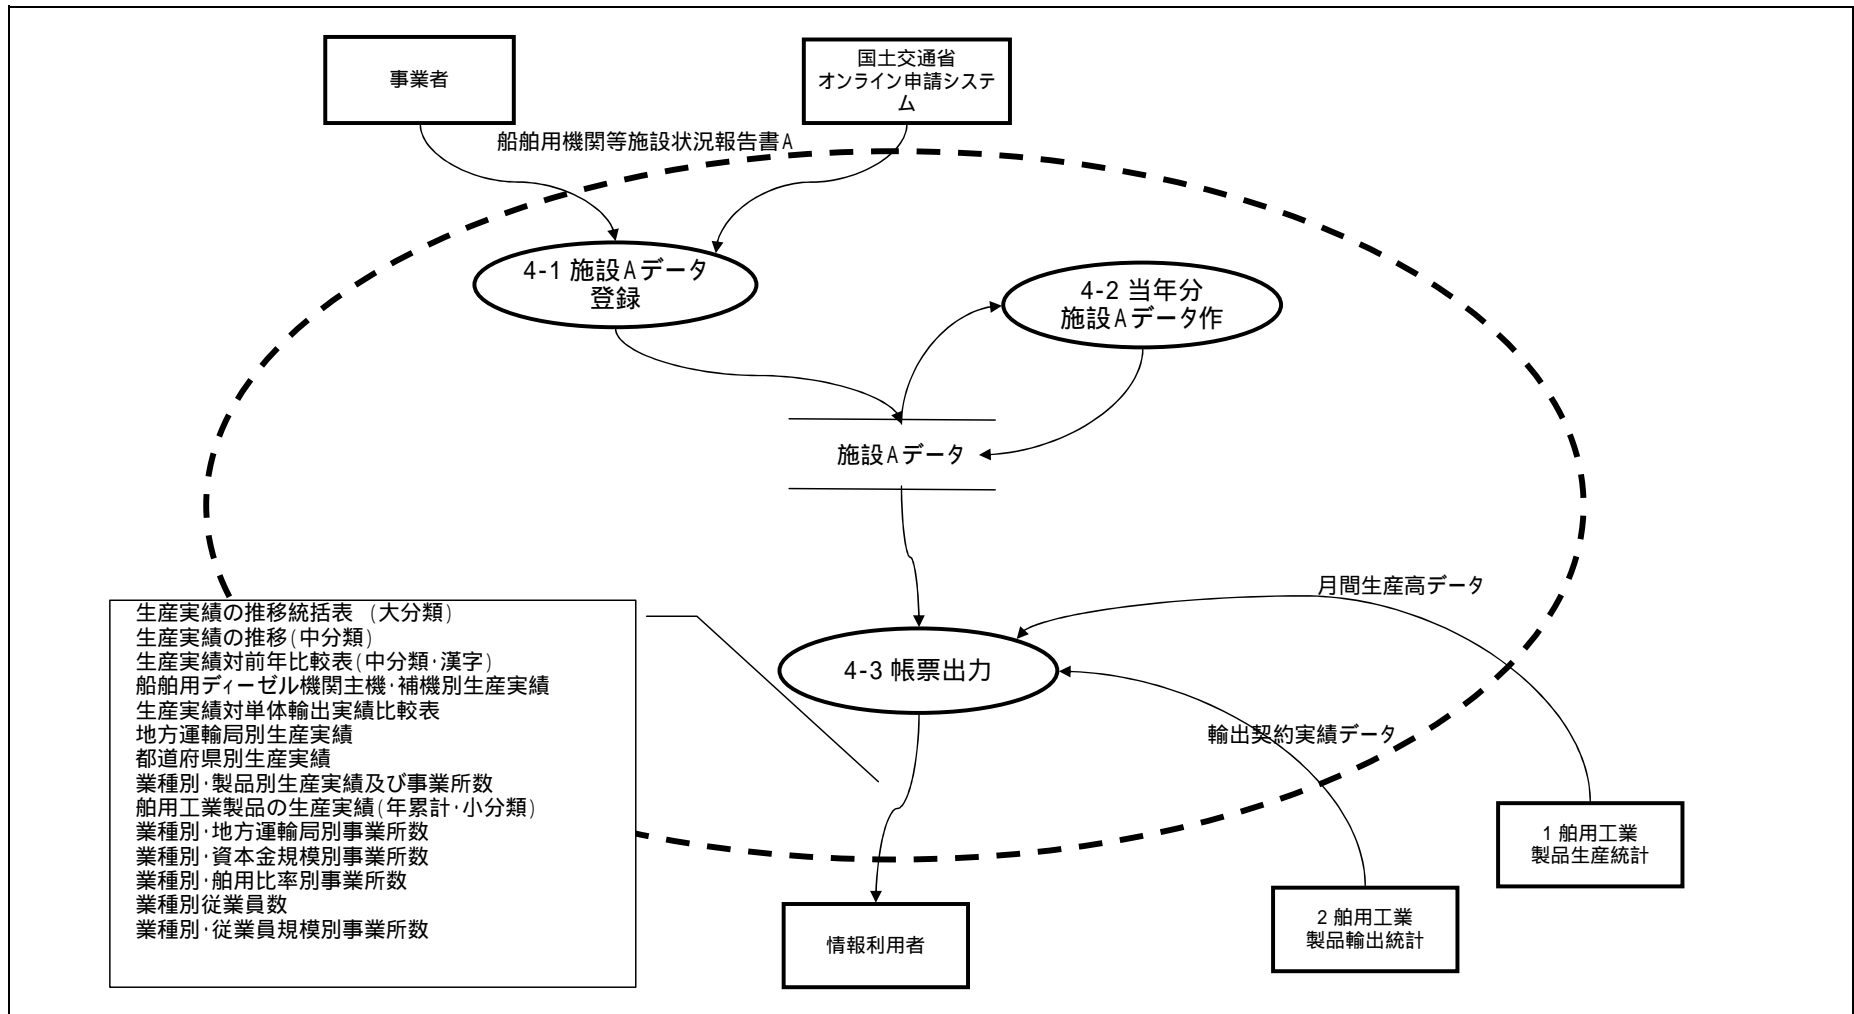 事業者
国土交通省
オンライン申請システ
ム
船舶用機関等施設状況報告書A
4-1 施設Aデータ
登録
4-2 当年分
施設Aデータ作
施設Aデータ
月間生産高データ
4-3 帳票出力
輸出契約実績データ
生産実績の推移統括表 (大分類)
生産実績の推移(中分類)
生産実績対前年比較表(中分類・漢字)
船舶用ディーゼル機関主機・補機別生産実績
生産実績対単体輸出実績比較表
地方運輸局別生産実績
都道府県別生産実績
業種別・製品別生産実績及び事業所数
舶用工業製品の生産実績(年累計・小分類)
業種別・地方運輸局別事業所数
業種別・資本金規模別事業所数
業種別・舶用比率別事業所数
業種別従業員数
業種別・従業員規模別事業所数
1 舶用工業
製品生産統計
2 舶用工業
製品輸出統計
情報利用者